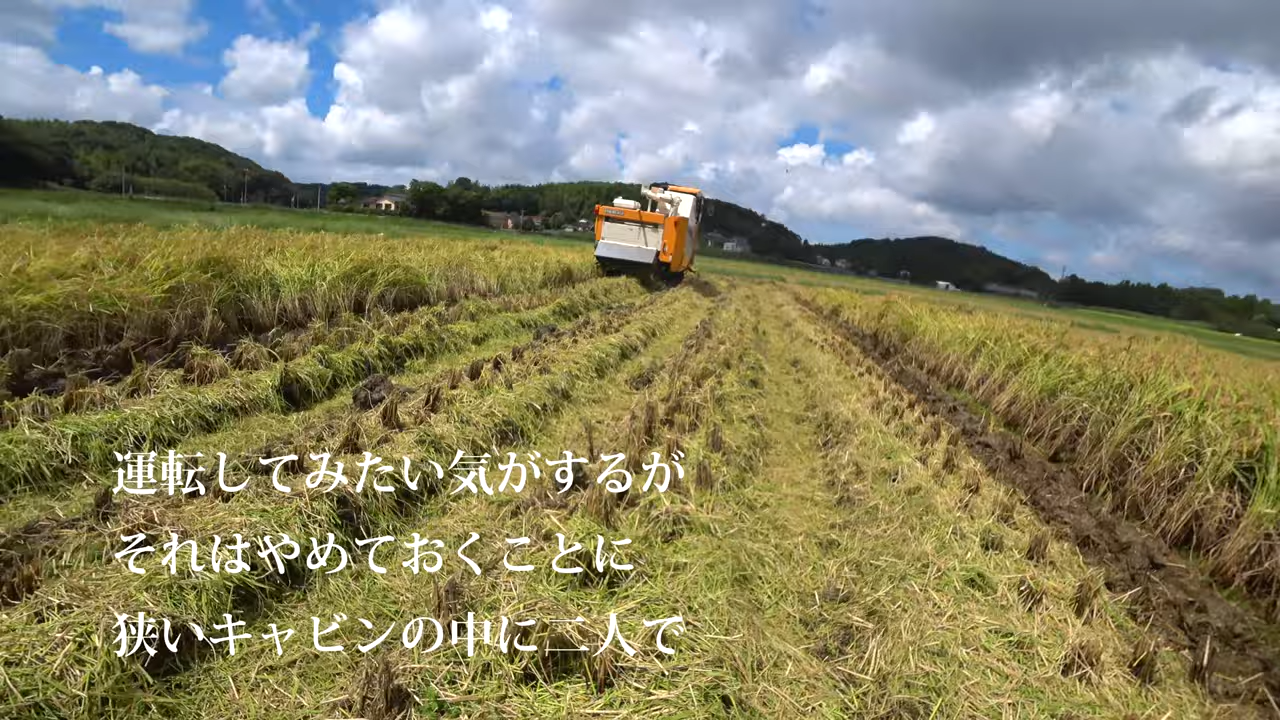 運転してみたい気がするが
それはやめておくことに
狭いキャビンの中に二人で